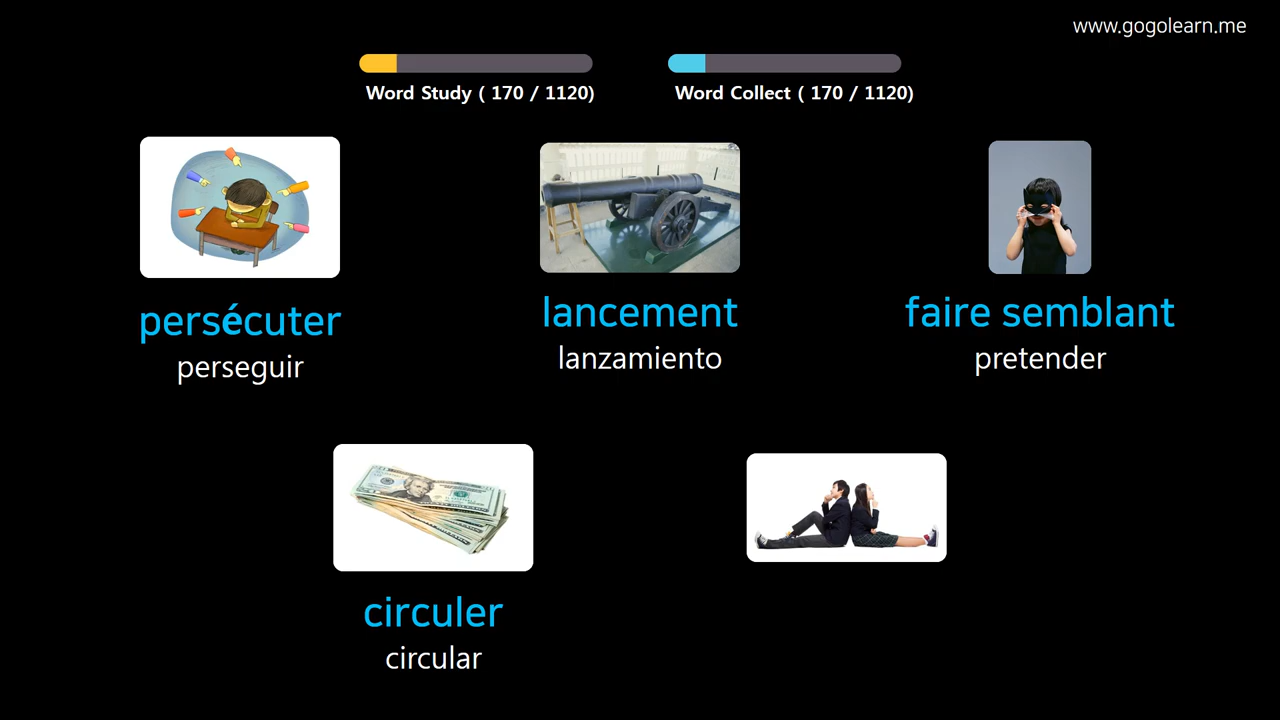 www.gogolearn.me
Word Study ( 170 / 1120)
Word Collect ( 170 / 1120)
persécuter
perseguir
lancement
lanzamiento
faire semblant
pretender
circuler
circular